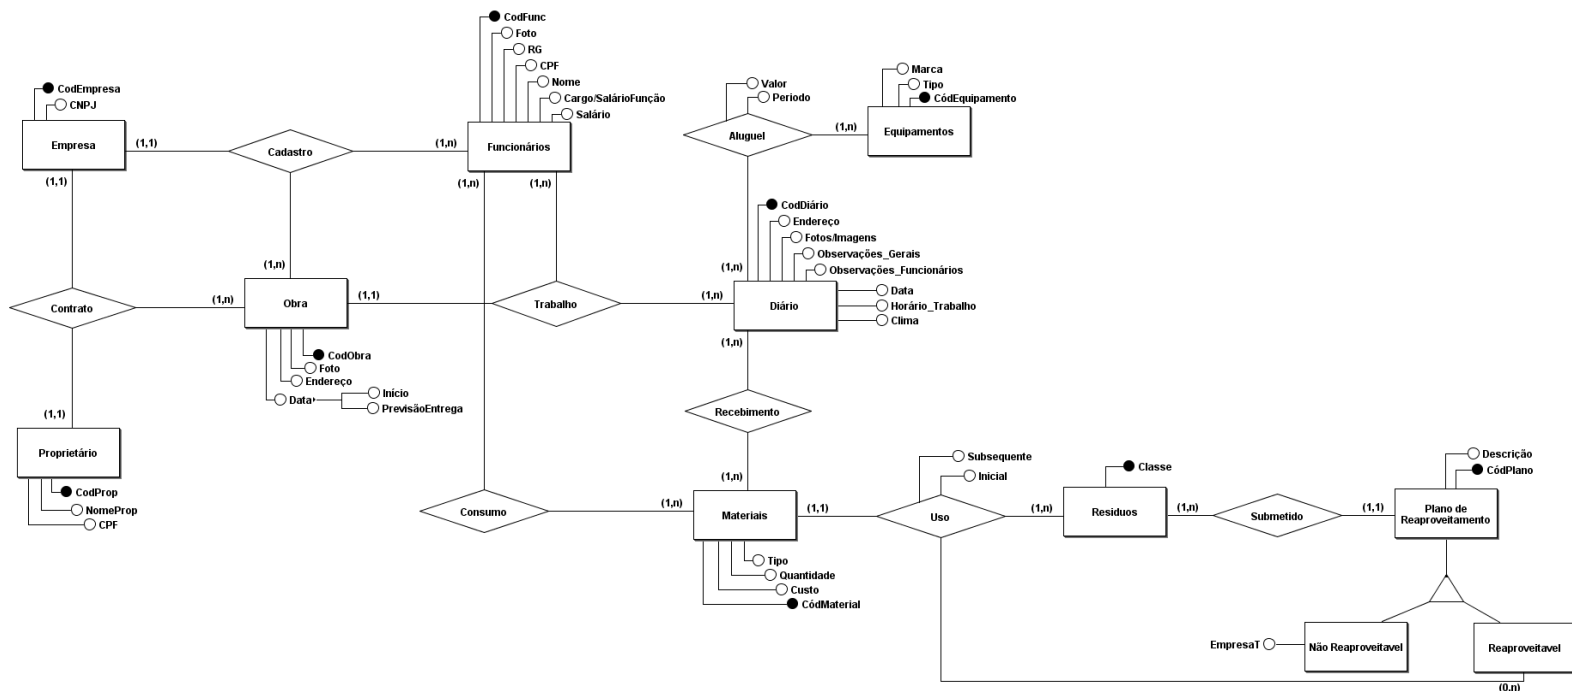 CodFunc
Foto
RG
CPF
Nome
Cargo/SalárioFunção
Salário
CodEmpresa
CNPJ
Empresa
(1,1)
Cadastro
(1,n)
Funcionários
Valor
Periodo
Aluguel
(1,n)
Marca
Tipo
CódEquipamento
Equipamentos
(1,1)
(1,n)
(1,n)
CodDiário
Endereço
Fotos/Imagens
Observações_Gerais
Observações_Funcionários
(1,n)
(1,n)
Contrato
(1,n)
Obra
(1,1)
Trabalho
(1,n)
Diário
Data
Horário_Trabalho
Clima
(1,n)
CodObra
Foto
Endereço
Data
Início
PrevisãoEntrega
(1,1)
Proprietário
CodProp
NomeProp
CPF
Recebimento
(1,n)
Consumo
(1,n)
Materiais
(1,1)
Tipo
Quantidade
Custo
CódMaterial
Subsequente
Inicial
Uso
(1,n)
Classe
Residuos
(1,n)
Submetido
(1,1)
Descrição
CódPlano
Plano de
Reaproveitamento
EmpresaT
Não Reaproveitavel
Reaproveitavel
(0,n)